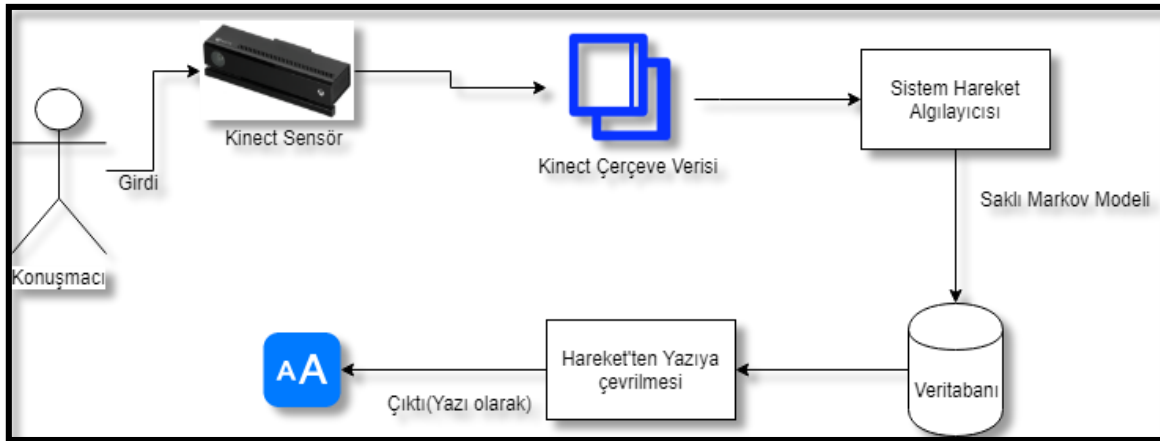 Kinect Sensör
Girdi
Konuşmacı
Kinect Çerçeve Verisi
Sistem Hareket
Algılayıcısı
Saklı Markov Modeli
Veritabanı
Hareket'ten Yazıya
çevrilmesi
Çıktı(Yazı olarak)
AA